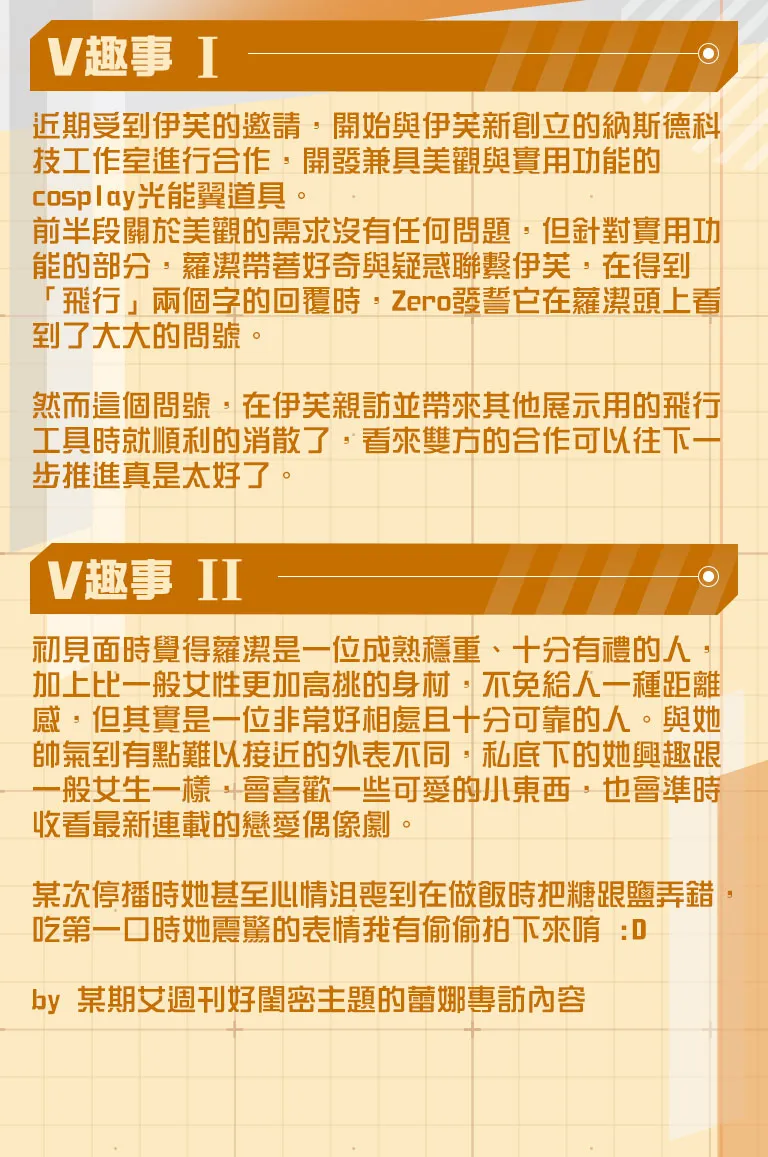 V趣事 I
近期受到伊芙的邀請，開始與伊芙新創立的納斯德科
技工作室進行合作，開發兼具美觀與實用功能的
cosplay光能翼道具。
前半段關於美觀的需求沒有任何問題，但針對實用功
能的部分，蘿潔帶著好奇與疑惑聯繫伊芙，在得到
「飛行」兩個字的回覆時，Zero發誓它在蘿潔頭上看
到了大大的問號。
然而這個問號，在伊芙親訪並帶來其他展示用的飛行
工具時就順利的消散了，看來雙方的合作可以往下一
步推進真是太好了。
V趣事 II
初見面時覺得蘿潔是一位成熟穩重、十分有禮的人，
加上比一般女性更加高挑的身材，不免給人一種距離
感，但其實是一位非常好相處且十分可靠的人。與她
帥氣到有點難以接近的外表不同，私底下的她興趣跟
一般女生一樣，會喜歡一些可愛的小東西，也會準時
收看最新連載的戀愛偶像劇。
某次停播時她甚至心情沮喪到在做飯時把糖跟鹽弄錯，
吃第一口時她震驚的表情我有偷偷拍下來唷 :D
by 某期艾週刊好閨密主題的蕾娜專訪內容